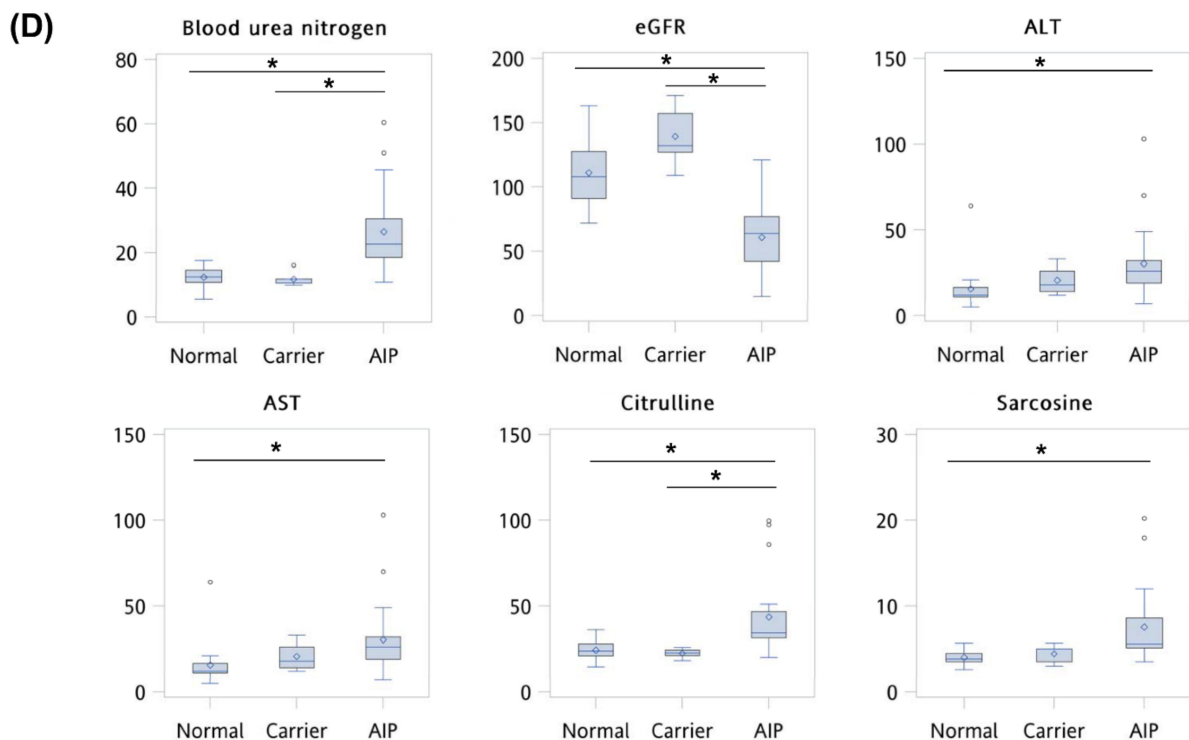 (D)
Blood urea nitrogen
80
60
40
20
0
*
*
Normal Carrier AIP
eGFR
200
150
100
50
0
*
*
Normal Carrier AIP
ALT
150
100
50
0
*
Normal Carrier AIP
AST
150
100
50
0
*
Normal Carrier AIP
Citrulline
150
100
50
0
*
*
Normal Carrier AIP
Sarcosine
30
20
10
0
*
Normal Carrier AIP